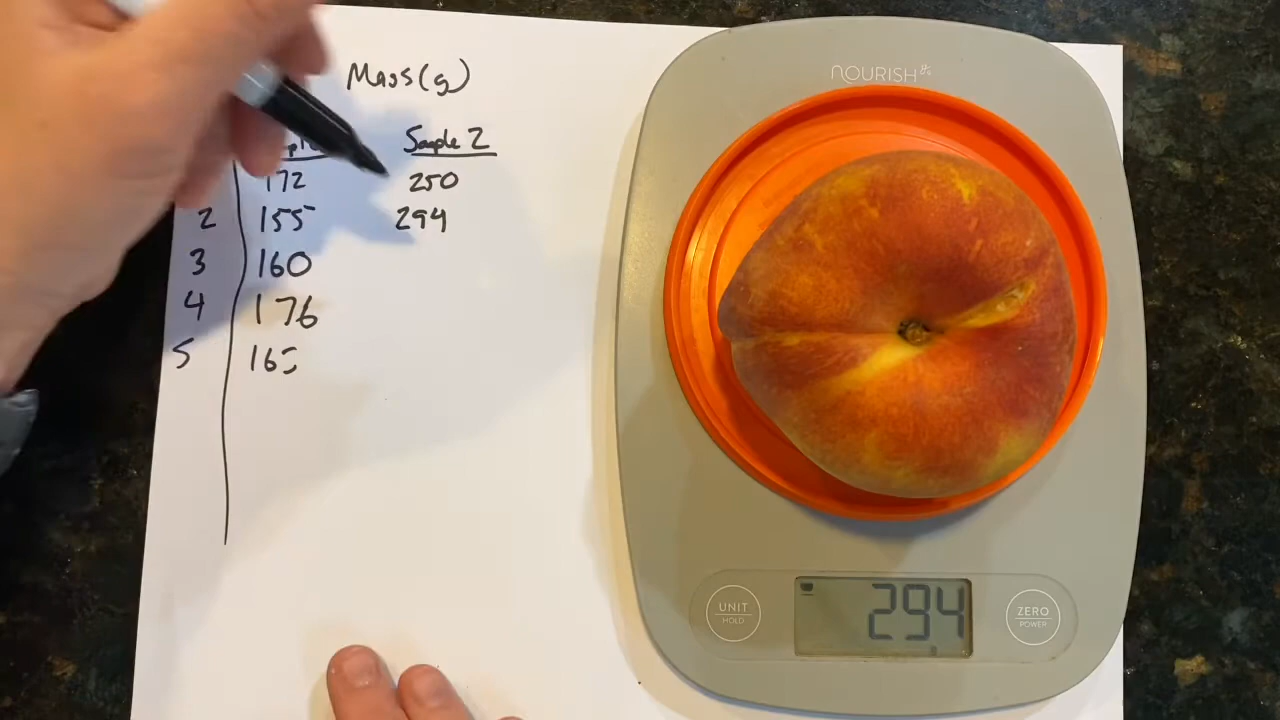 Mass(g)
Sample 2
172 250
2 155 294
3 160
4 176
5 165
NOURISH
UNIT
HOLD
294
ZERO
POWER